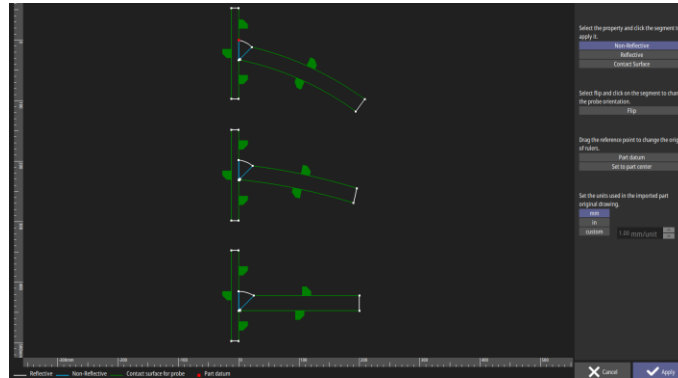 Select the property and click the segment t
apply it.
Non-Reflective
Reflective
Contact Surface
Select flip and click on the segment to char
the probe orientation.
Flip
Drag the reference point to change the orig
of rulers.
Part datum
Set to part center
Set the units used in the imported part
original drawing.
mm
in
custom
1.00 mm/unit
Reflective
Non-Reflective
Contact surface for probe
Part datum
Cancel
Apply